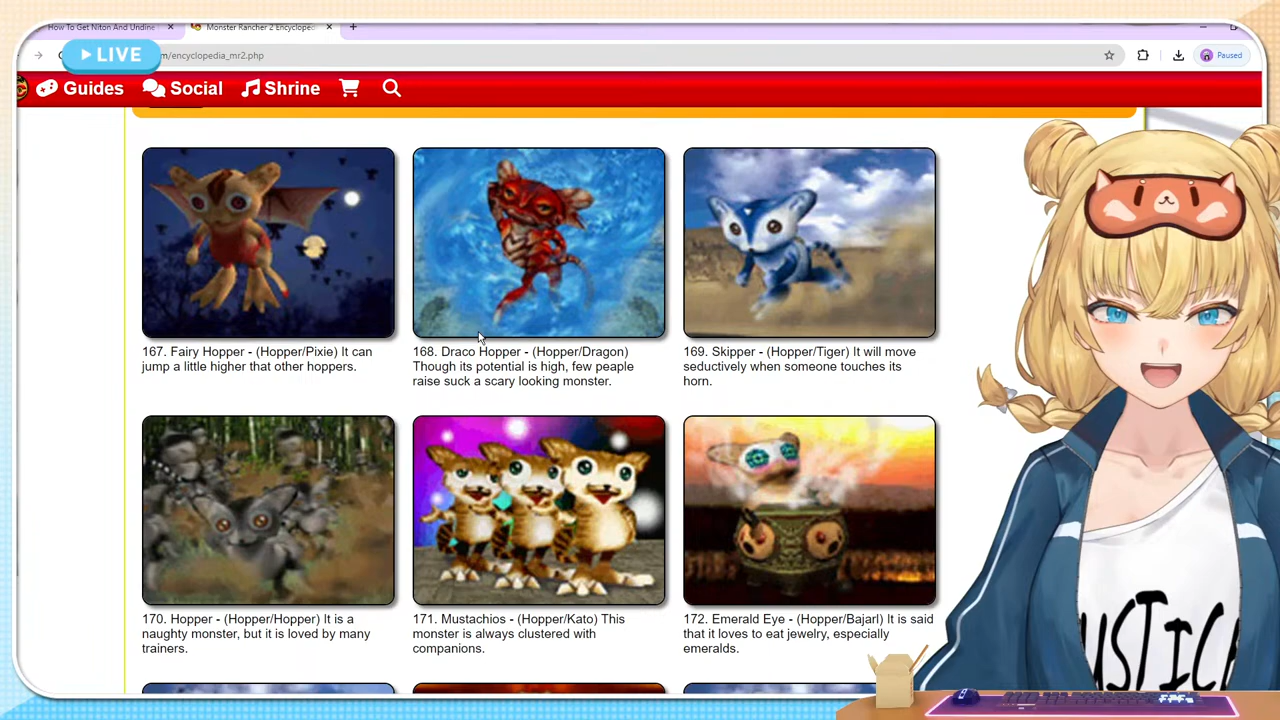 How To Get Niton And Undine
Monster Rancher 2 Encyclopedi
LIVE
m/encyclopedia_mr2.php
Paused
Guides
Social
Shrine
167. Fairy Hopper - (Hopper/Pixie) It can
jump a little higher that other hoppers.
168. Draco Hopper - (Hopper/Dragon)
Though its potential is high, few peaple
raise suck a scary looking monster.
169. Skipper - (Hopper/Tiger) It will move
seductively when someone touches its
horn.
170. Hopper - (Hopper/Hopper) It is a
naughty monster, but it is loved by many
trainers.
171. Mustachios - (Hopper/Kato) This
monster is always clustered with
companions.
172. Emerald Eye - (Hopper/Bajarl) It is said
that it loves to eat jewelry, especially
emeralds.
USTICA